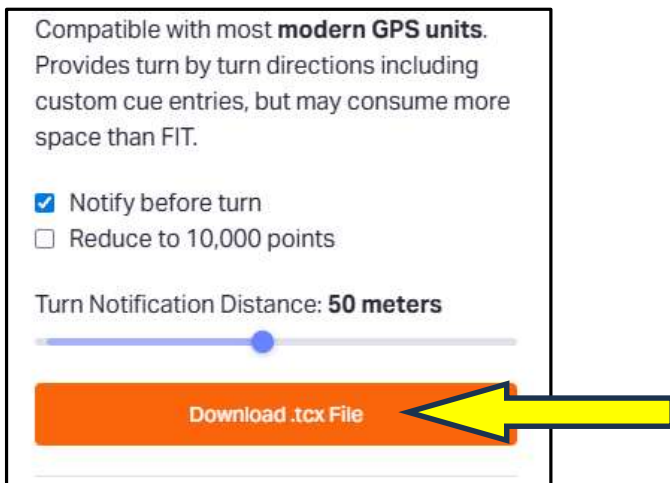 Compatible with most modern GPS units.
Provides turn by turn directions including
custom cue entries, but may consume more
space than FIT.
Notify before turn
Reduce to 10,000 points
Turn Notification Distance: 50 meters
Download .tcx File